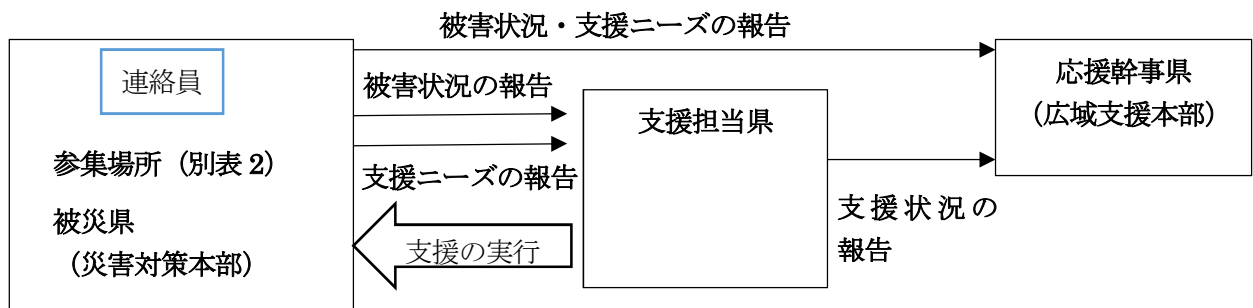 被害状況・支援ニーズの報告
連絡員
被害状況の報告
応援幹事県
（広域支援本部）
支援担当県
参集場所（別表 2）
支援ニーズの報告
被災県
（災害対策本部）
支援の実行
支援状況の
報告